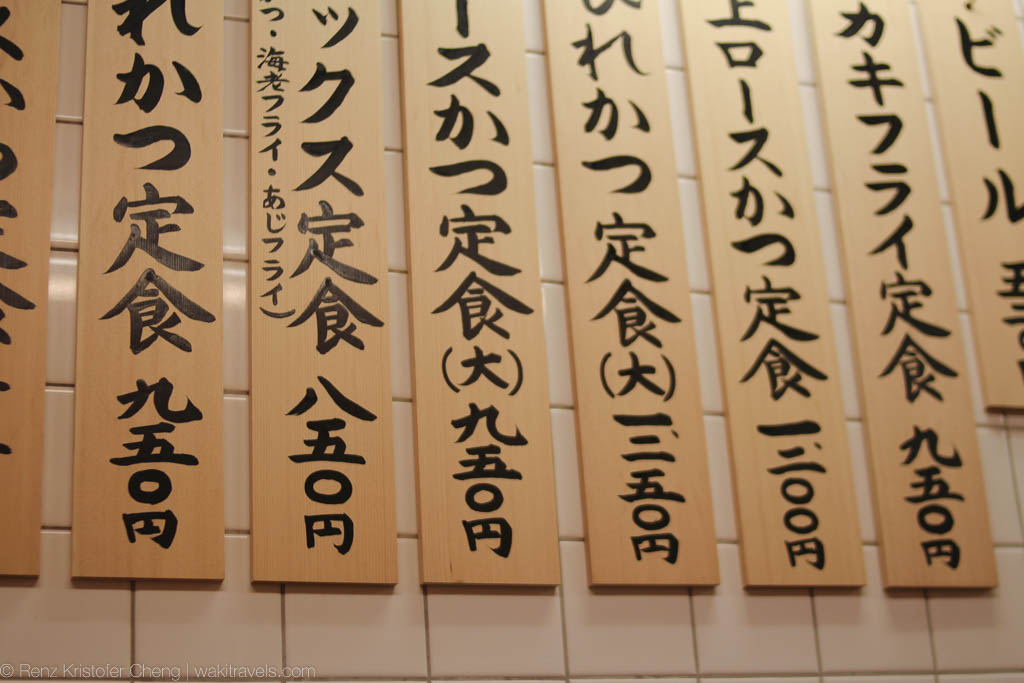 ビール
カキフライ定食 九五〇円
上ロースかつ定食 一、二〇〇円
ひれかつ定食(大) 一、三五〇円
ースかつ定食(大) 九五〇円
ックス定食 八五〇円
つ・海老フライ・あじフライ)
れかつ定食 九五〇円
© Renz Kristofer Cheng | wakitravels.com